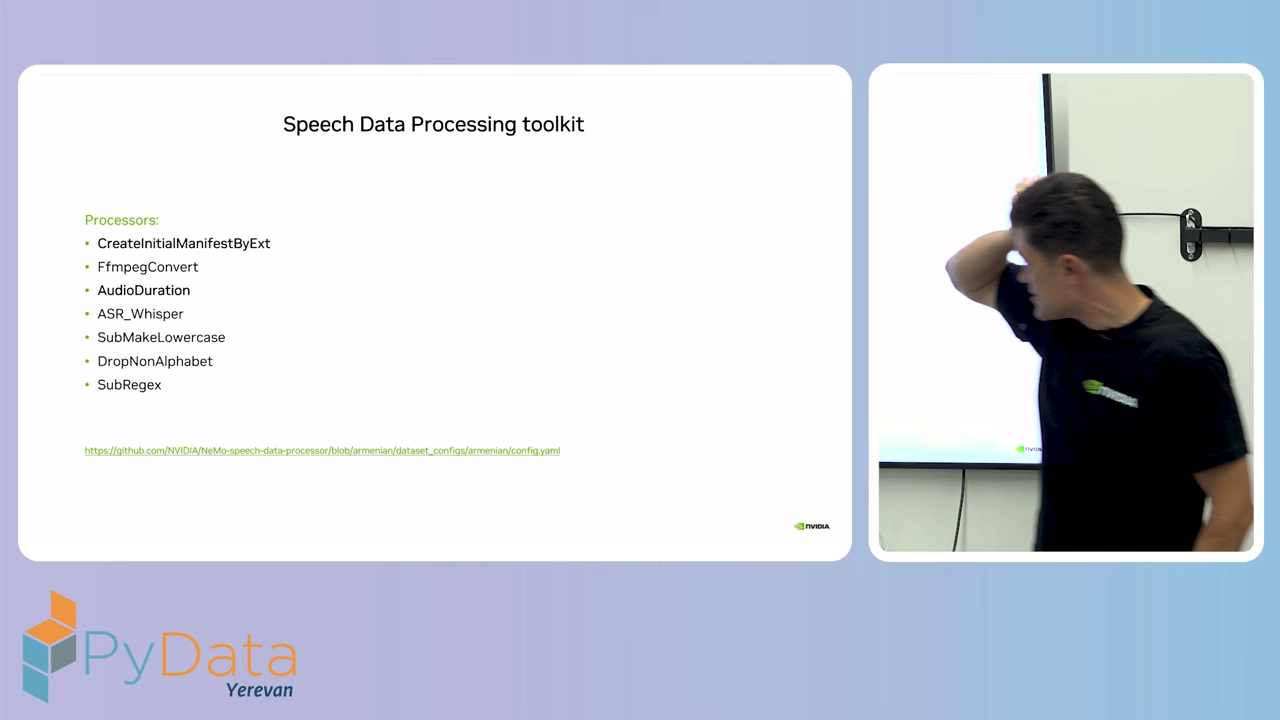 Speech Data Processing toolkit
Processors:
• CreateInitialManifestByExt
• FfmpegConvert
• AudioDuration
• ASR_Whisper
• SubMakeLowercase
• DropNonAlphabet
• SubRegex
https://github.com/NVIDIA/NeMo-speech-data-processor/blob/armenian/dataset_configs/armenian/config.yaml
NVIDIA
NVIDIA
PyData
Yerevan